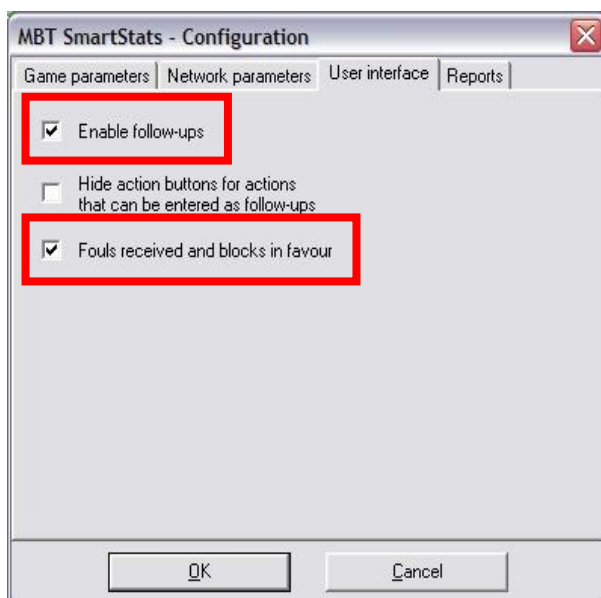 MBT SmartStats - Configuration
Game parameters Network parameters User interface Reports
Enable follow-ups
Hide action buttons for actions
that can be entered as follow-ups
Fouls received and blocks in favour
OK Cancel